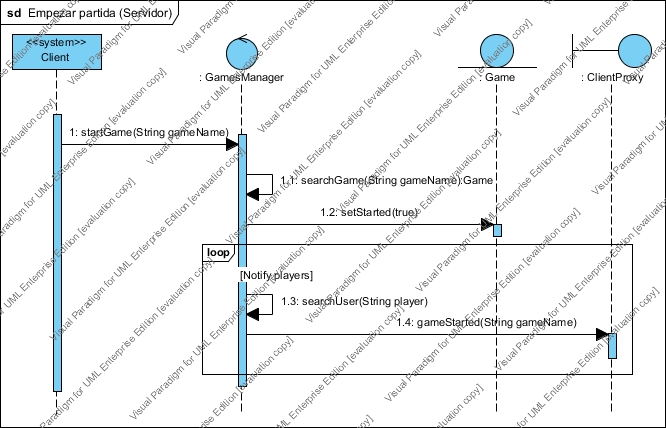 sd Empezar partida (Servidor)
<<system>>
Client
: GamesManager
: Game
: ClientProxy
1: startGame(String gameName)
1.1: searchGame(String gameName):Game
1.2: setStarted(true)
loop
[Notify players]
1.3: searchUser(String player)
1.4: gameStarted(String gameName)
Visual Paradigm for UML Enterprise Edition [evaluation copy]